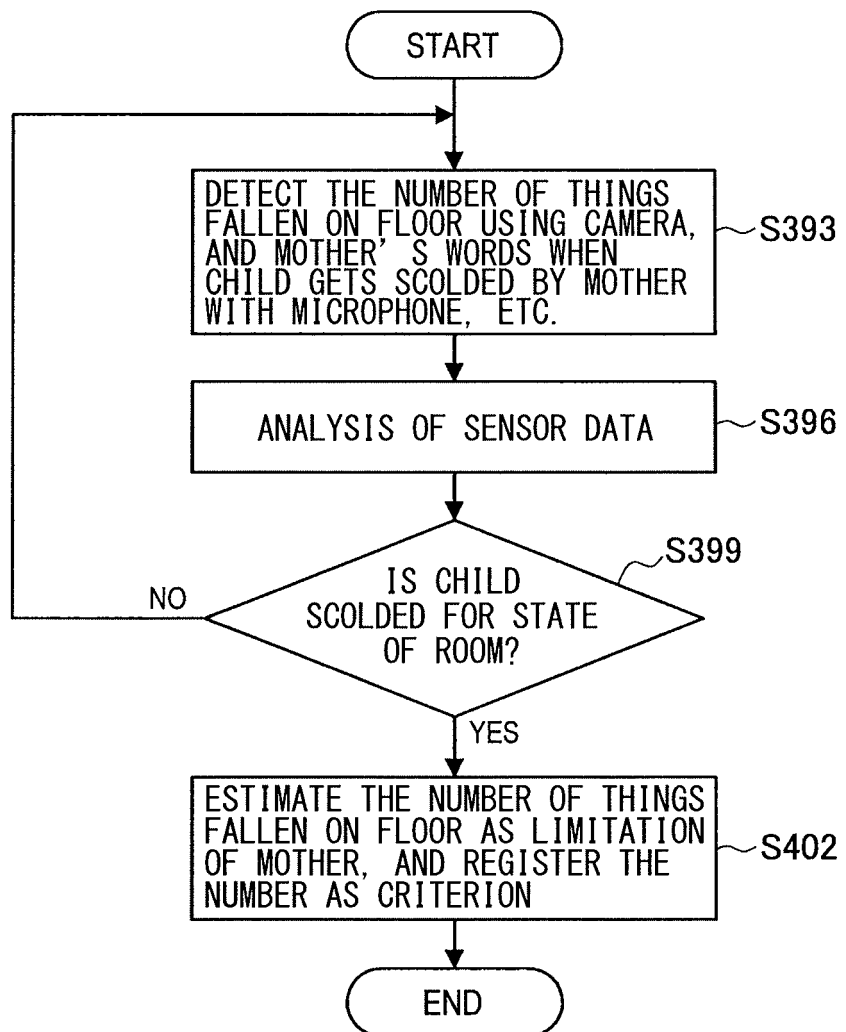 START
DETECT THE NUMBER OF THINGS
FALLEN ON FLOOR USING CAMERA,
AND MOTHER' S WORDS WHEN
CHILD GETS SCOLDED BY MOTHER
WITH MICROPHONE, ETC.
S393
ANALYSIS OF SENSOR DATA
S396
S399
IS CHILD
SCOLDED FOR STATE
OF ROOM?
NO
YES
ESTIMATE THE NUMBER OF THINGS
FALLEN ON FLOOR AS LIMITATION
OF MOTHER, AND REGISTER THE
NUMBER AS CRITERION
S402
END